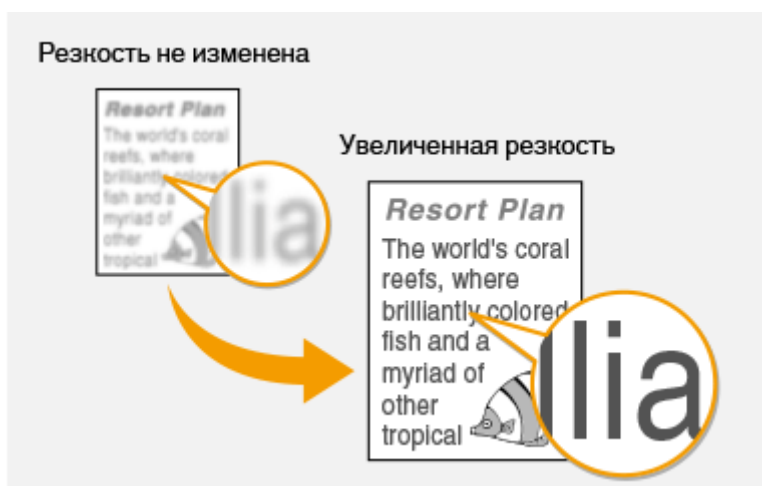 Резкость не изменена
Resort Plan
The world's coral
reefs, where
brilliantly colored
fish and a
myriad of
other
tropical
llia
Увеличенная резкость
Resort Plan
The world's coral
reefs, where
brilliantly colored
fish and a
myriad of
other
tropical
llia